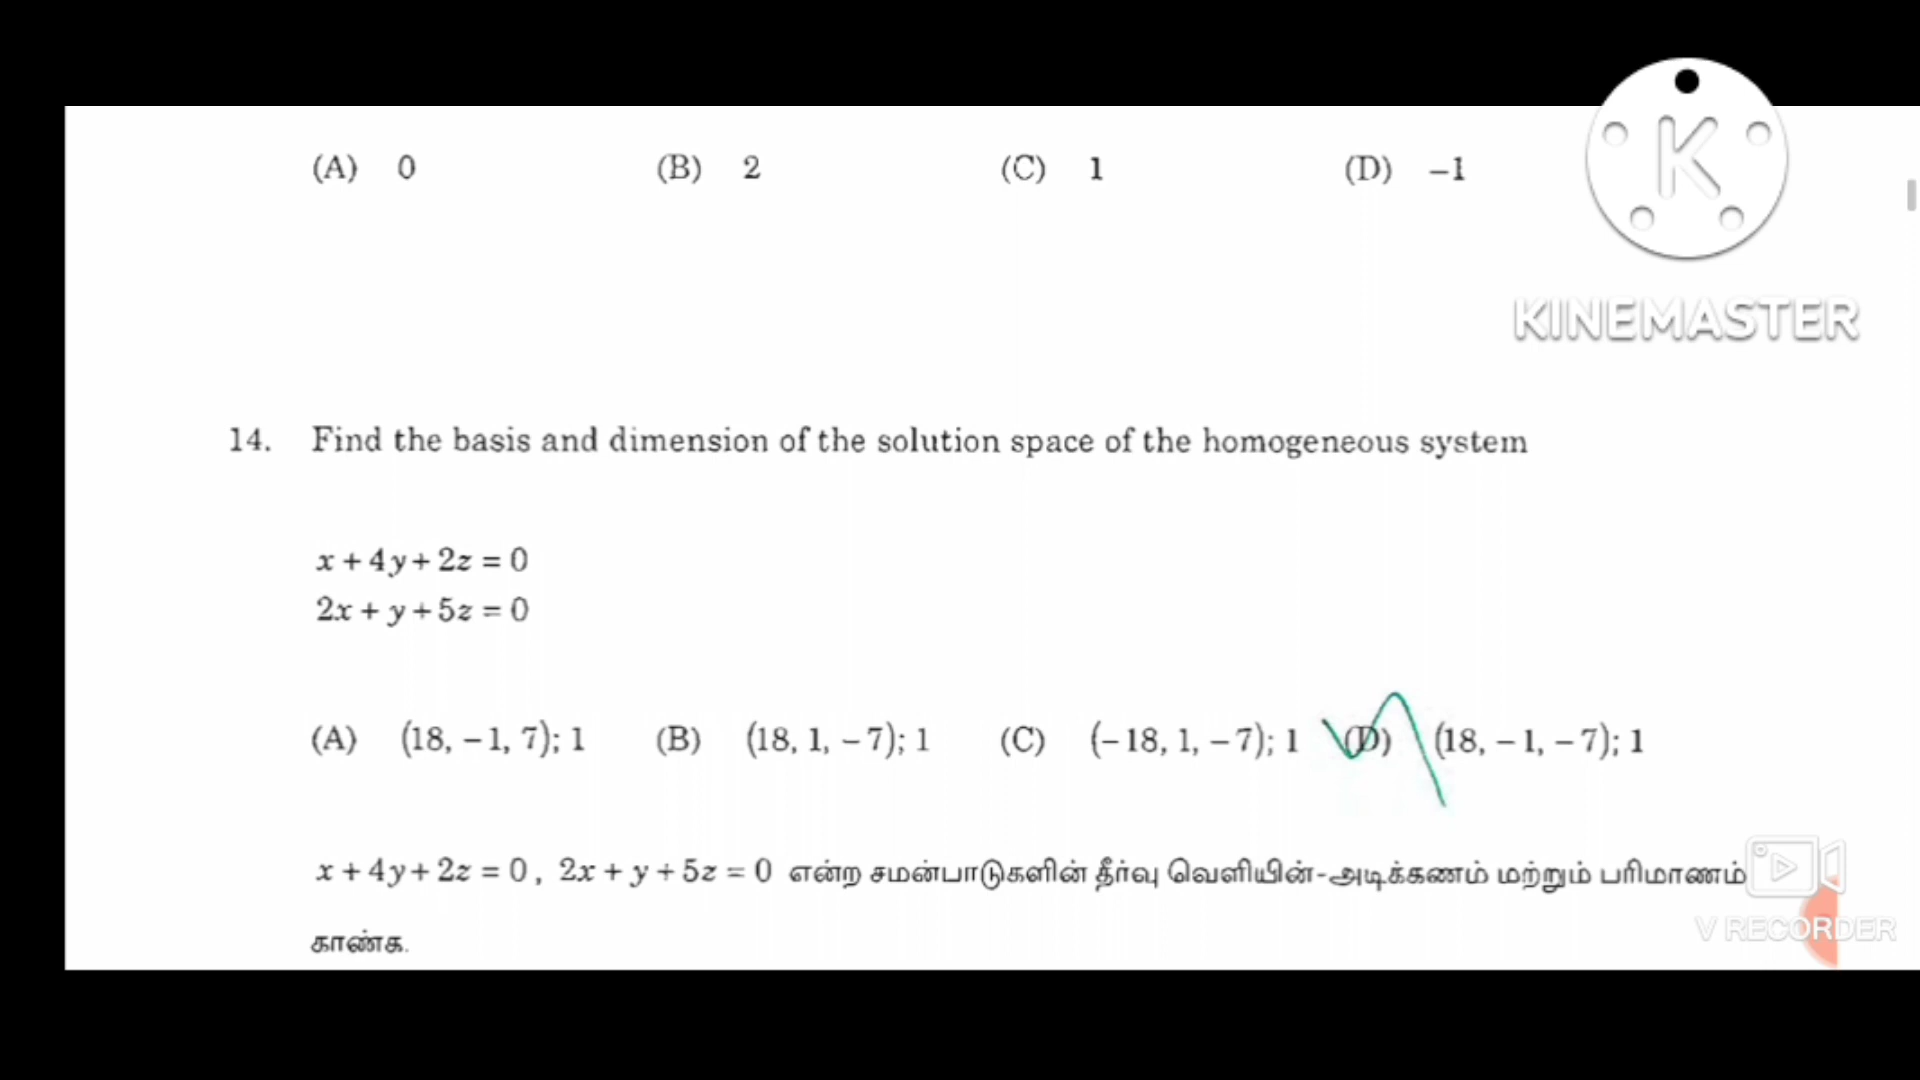 (A) 0 (B) 2 (C) 1 (D) –1
K
KINEMASTER
14. Find the basis and dimension of the solution space of the homogeneous system
x + 4y + 2z = 0
2x + y + 5z = 0
(A) (18, – 1, 7); 1 (B) (18, 1, – 7); 1 (C) (– 18, 1, – 7); 1 (D) (18, – 1, – 7); 1
x + 4y + 2z = 0 , 2x + y + 5z = 0 என்ற சமன்பாடுகளின் தீர்வு வெளியின்-அடிக்கணம் மற்றும் பரிமாணம்
காண்க.
V RECORDER